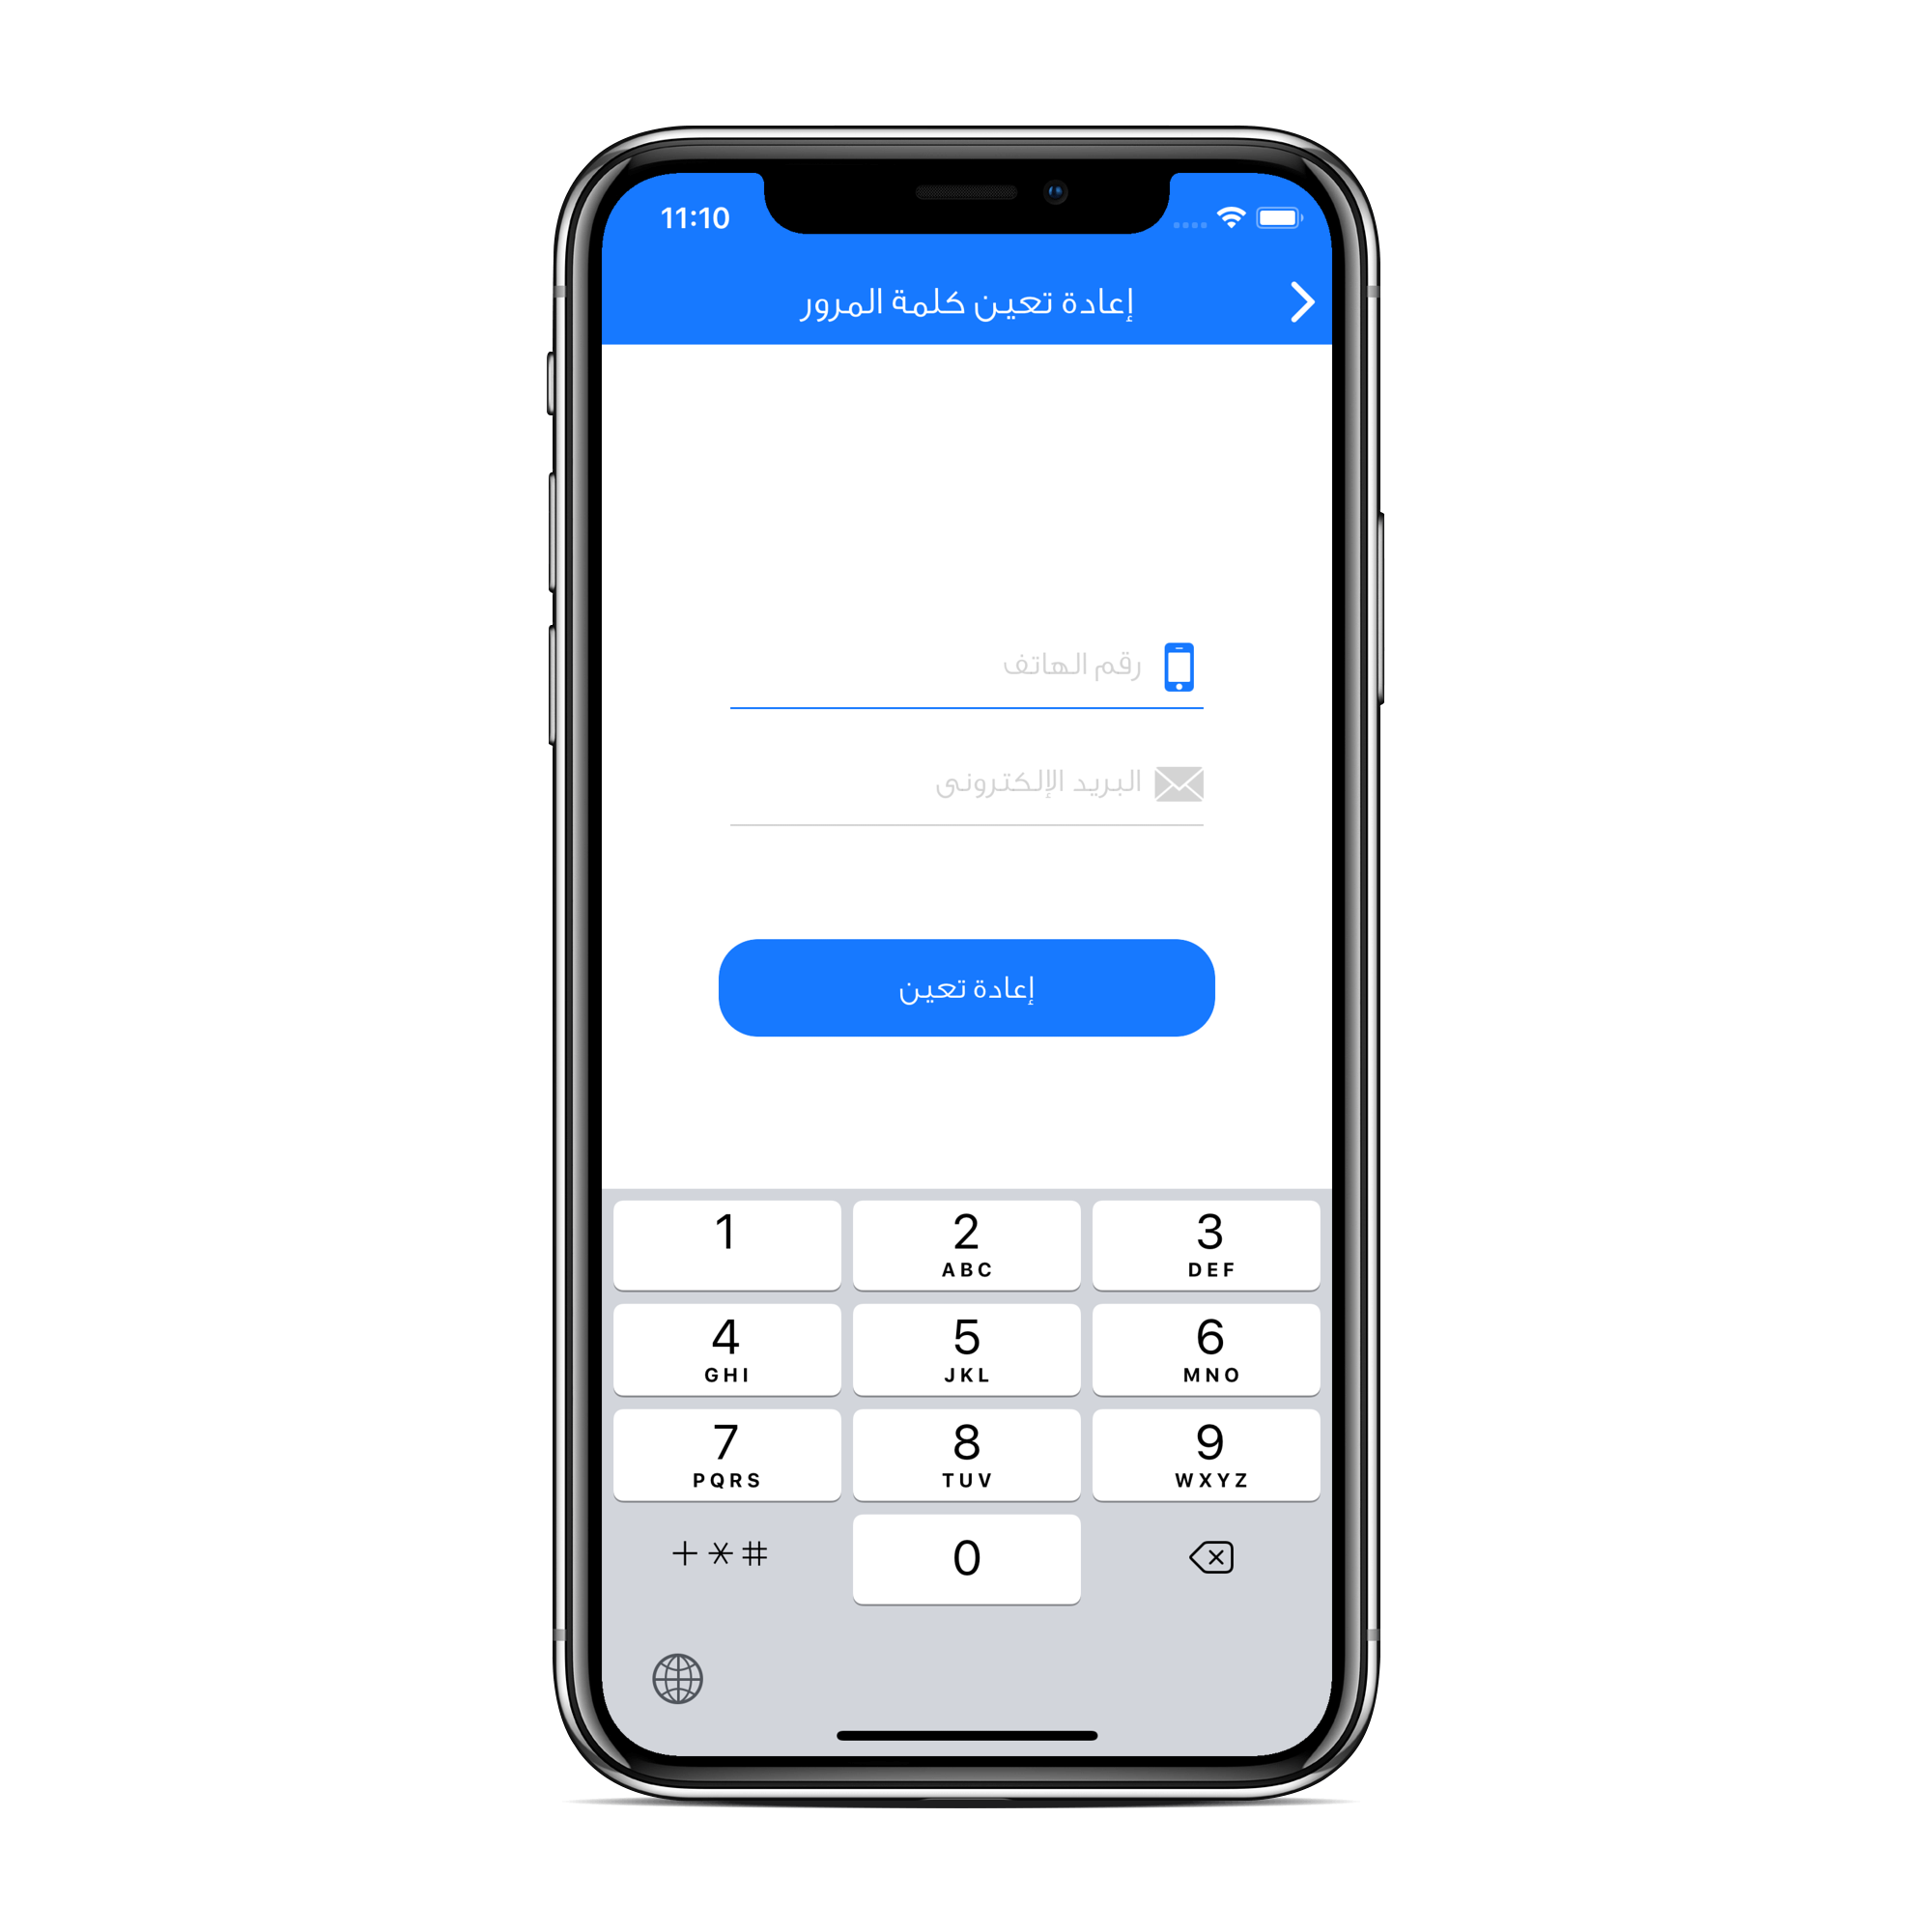 11:10
إعادة تعين كلمة المرور
رقم الهاتف
البريد الإلكترونى
إعادة تعين
1 2 3
ABC DEF
4 5 6
GHI JKL MNO
7 8 9
PQRS TUV WXYZ
+*# 0